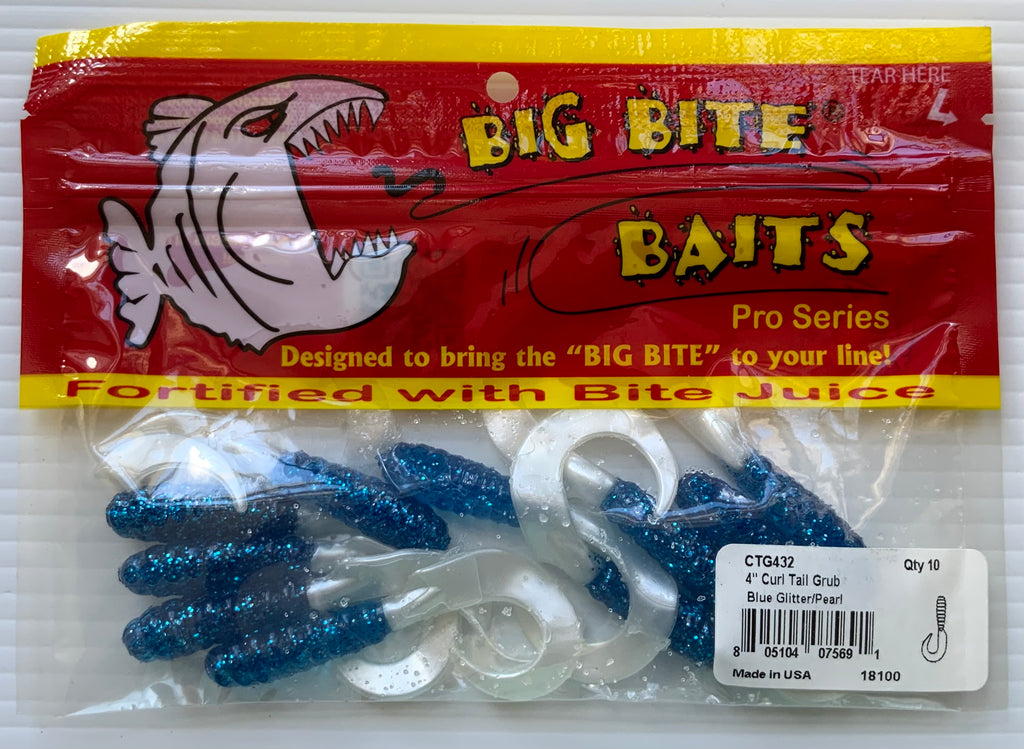 TEAR HERE
BIG BITE®
BAITS
Pro Series
Designed to bring the “BIG BITE” to your line!
Fortified with Bite Juice
CTG432 Qty 10
4" Curl Tail Grub
Blue Glitter/Pearl
8 05104 07569 1
Made in USA 18100